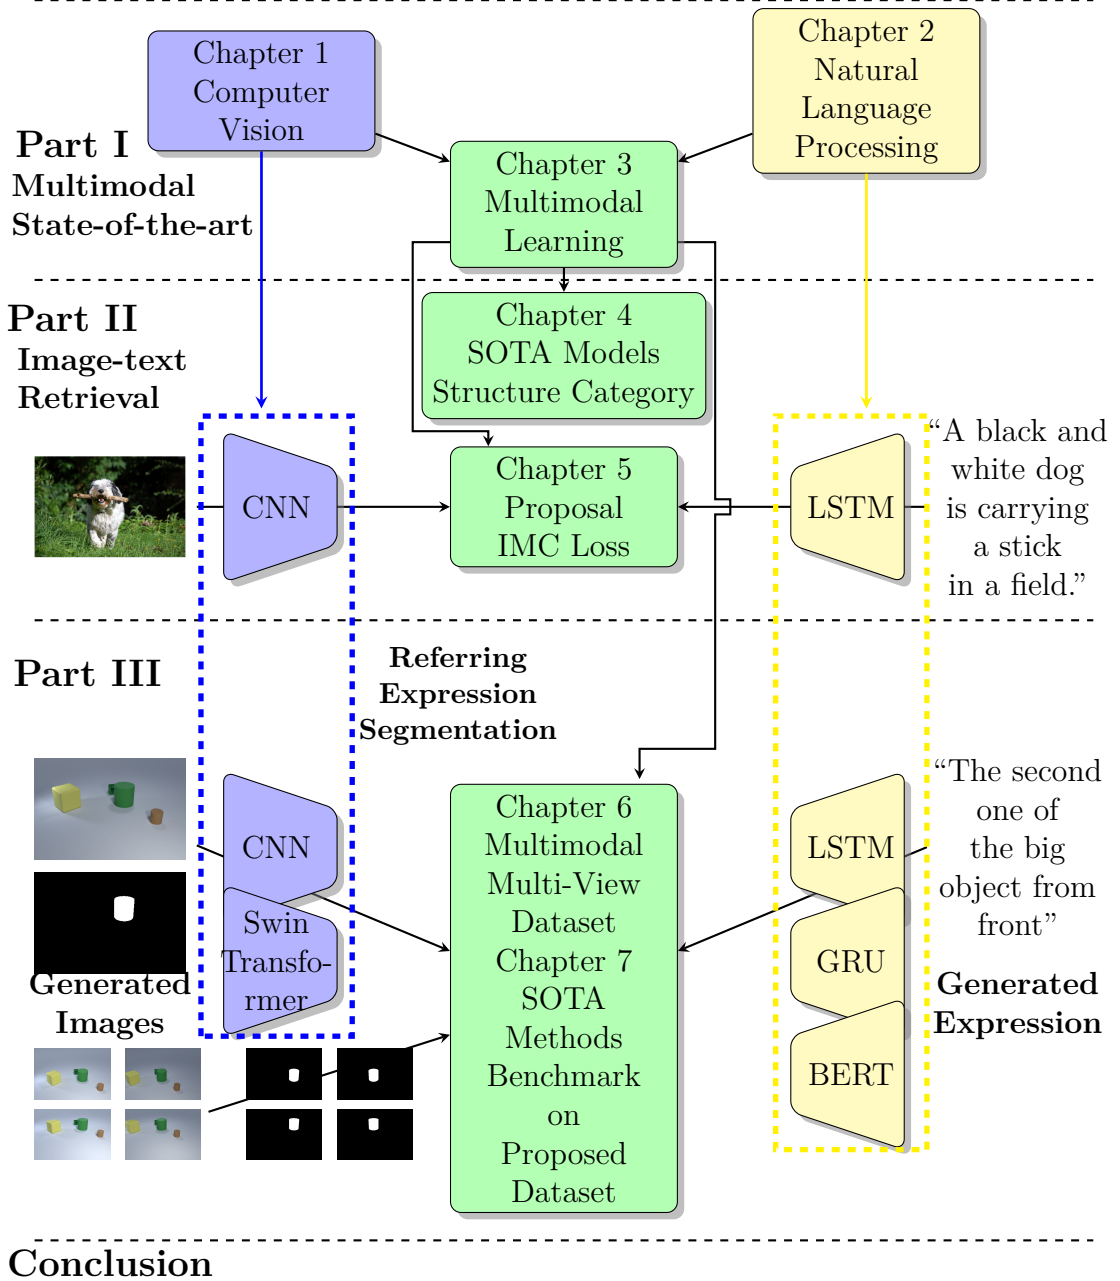 Chapter 1
Computer
Vision
Chapter 2
Natural
Language
Processing
Part I
Multimodal
State-of-the-art
Chapter 3
Multimodal
Learning
Part II
Image-text
Retrieval
Chapter 4
SOTA Models
Structure Category
CNN
Chapter 5
Proposal
IMC Loss
LSTM
“A black and
white dog
is carrying
a stick
in a field.”
Part III
Referring
Expression
Segmentation
CNN
Swin
Transfo-
rmer
Generated
Images
Chapter 6
Multimodal
Multi-View
Dataset
Chapter 7
SOTA
Methods
Benchmark
on
Proposed
Dataset
LSTM
GRU
BERT
“The second
one of
the big
object from
front”
Generated
Expression
Conclusion